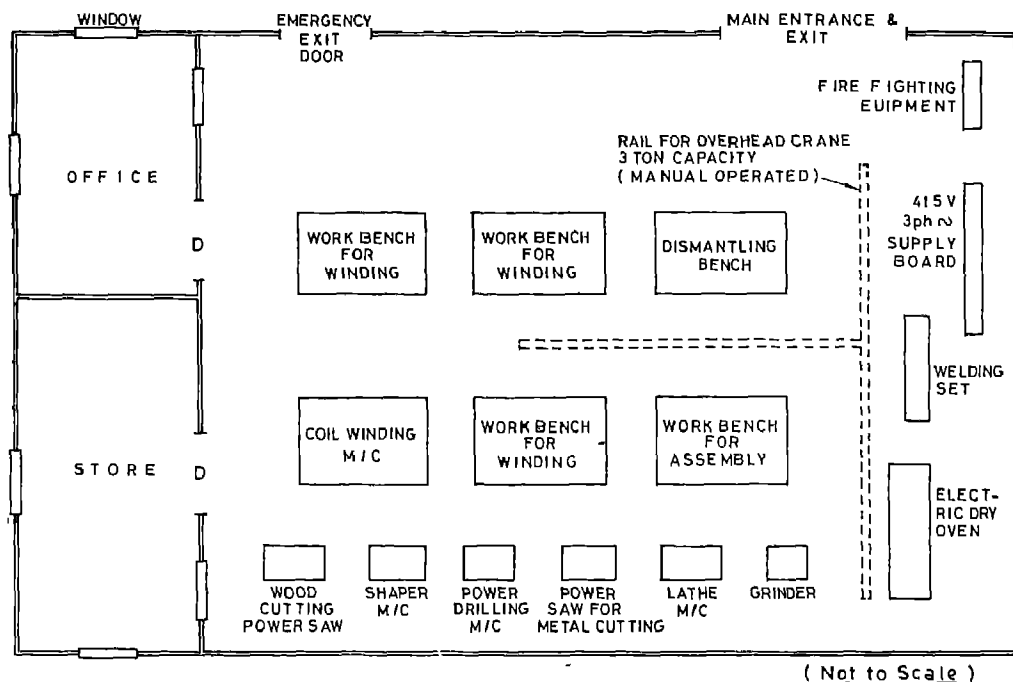 WINDOW
EMERGENCY
EXIT
DOOR
MAIN ENTRANCE &
EXIT
FIRE FIGHTING
EUIPMENT
RAIL FOR OVERHEAD CRANE
3 TON CAPACITY
( MANUAL OPERATED )
OFFICE
D
415 V
3ph ~
SUPPLY
BOARD
WORK BENCH
FOR
WINDING
WORK BENCH
FOR
WINDING
DISMANTLING
BENCH
WELDING
SET
STORE
D
COIL WINDING
M/C
WORK BENCH
FOR
WINDING
WORK BENCH
FOR
ASSEMBLY
ELECT-
RIC DRY
OVEN
WOOD
CUTTING
POWER SAW
SHAPER
M/C
POWER
DRILLING
M/C
POWER
SAW FOR
METAL CUTTING
LATHE
M/C
GRINDER
( Not to Scale )